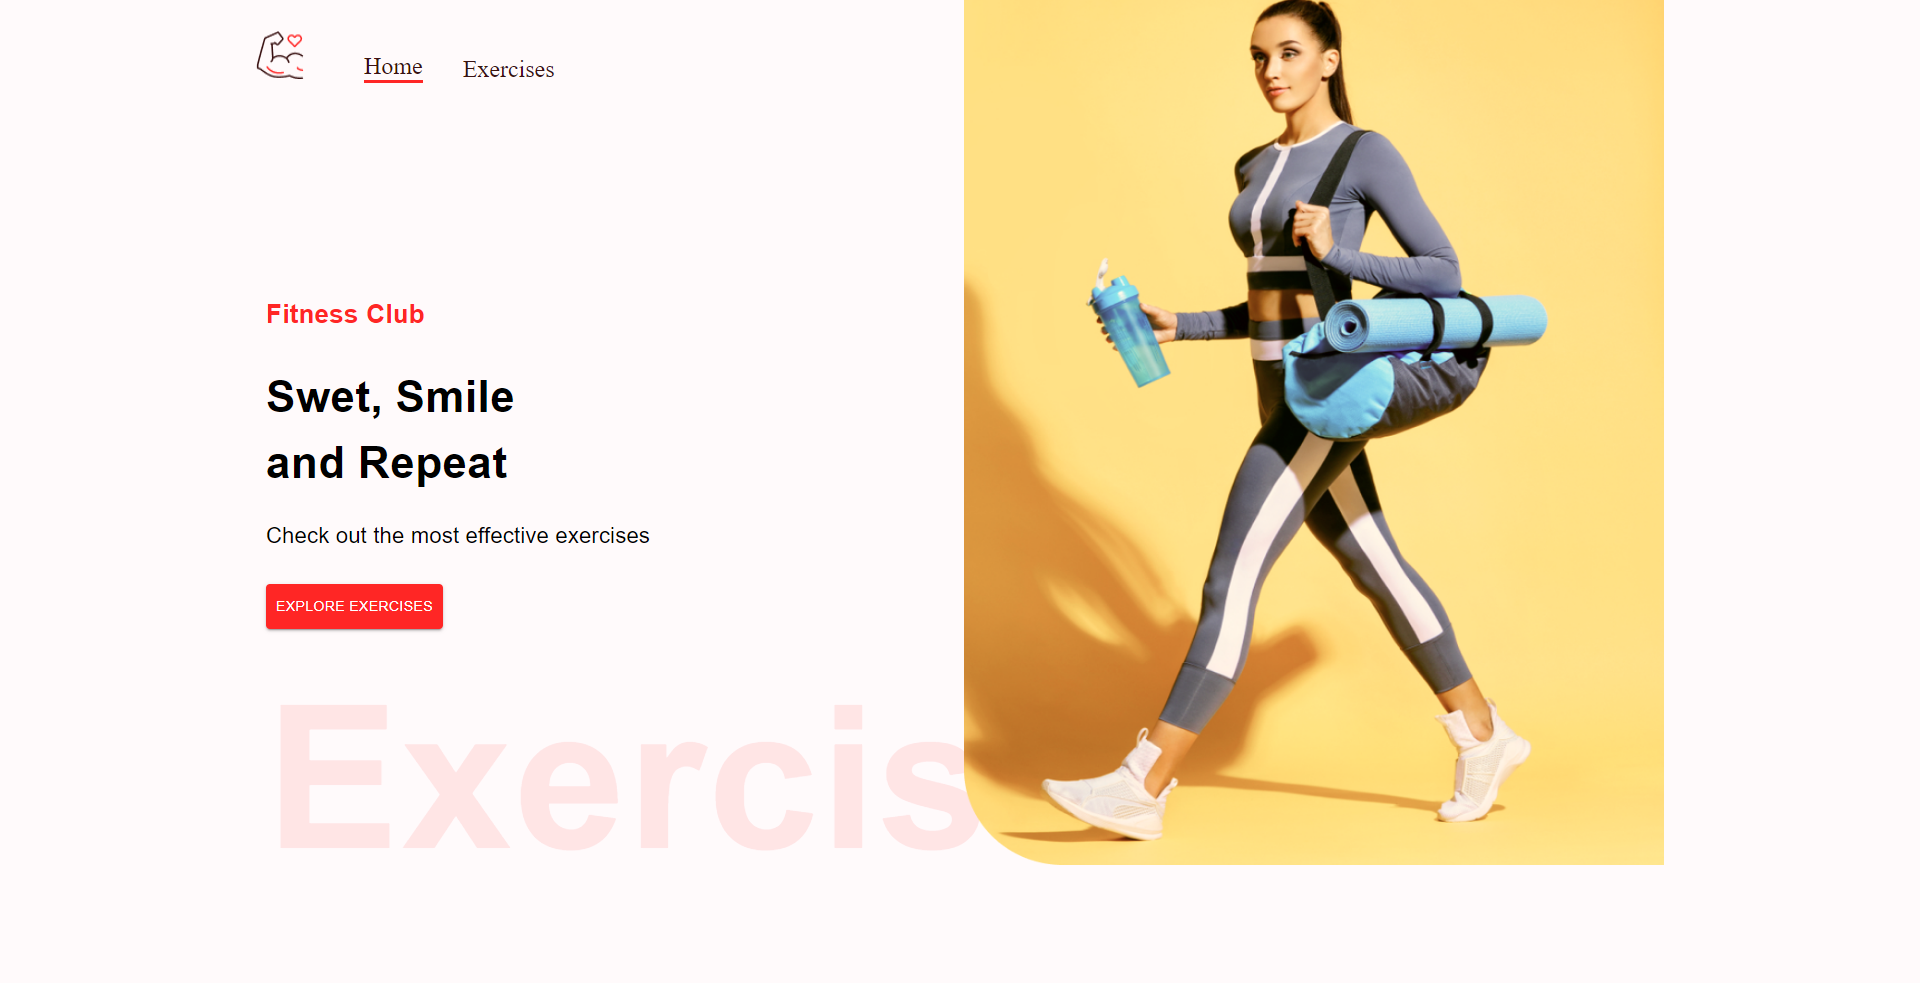 Home
Exercises
Fitness Club
Swet, Smile
and Repeat
Check out the most effective exercises
EXPLORE EXERCISES
Exercis